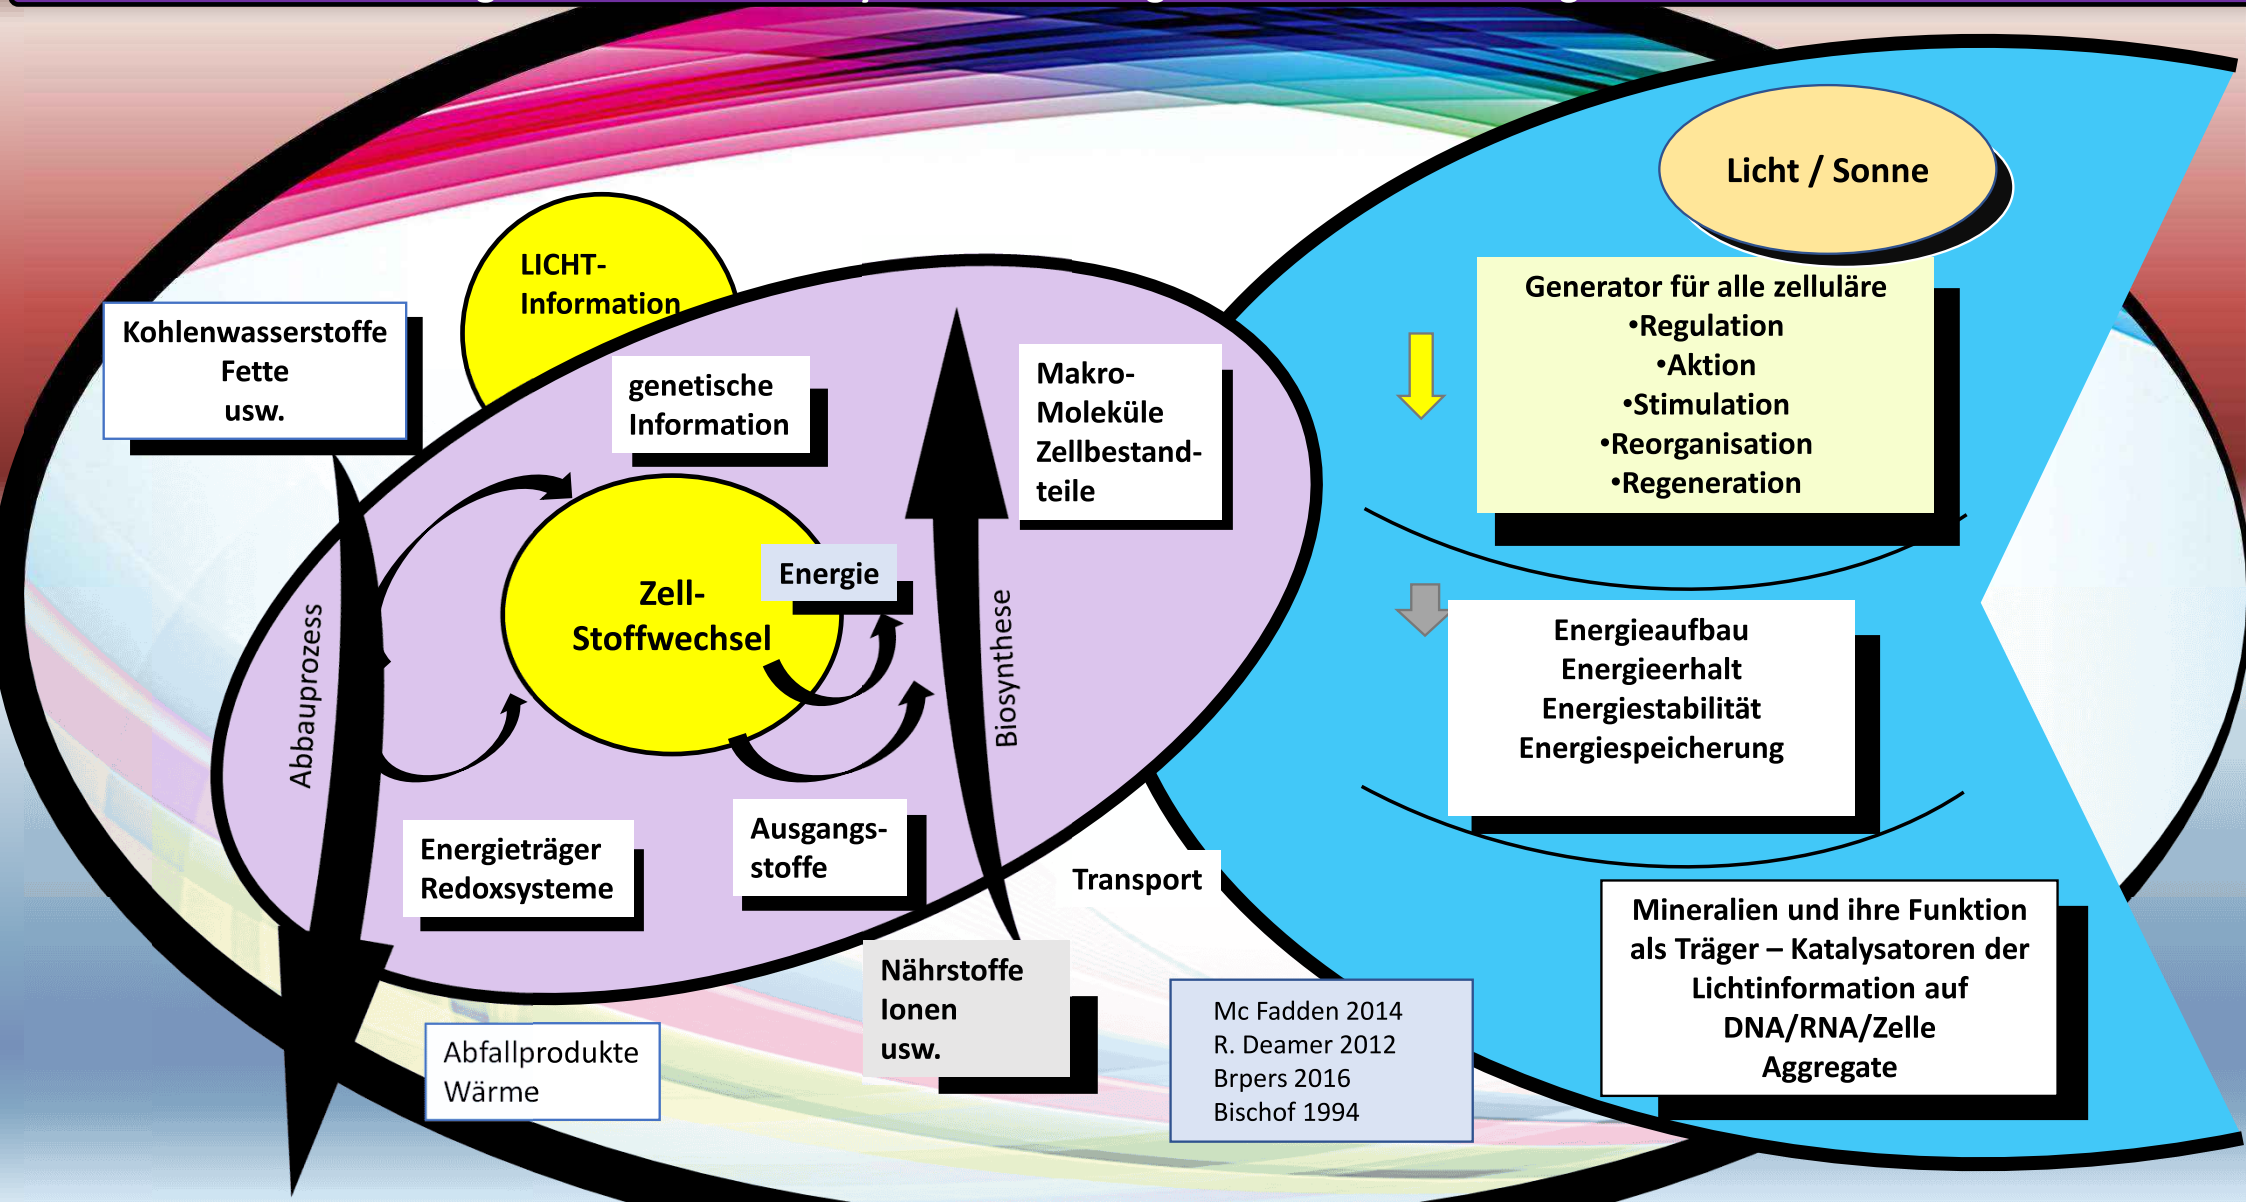 Licht / Sonne
LICHT-
Information
Generator für alle zelluläre
•Regulation
•Aktion
•Stimulation
•Reorganisation
•Regeneration
Kohlenwasserstoffe
Fette
usw.
genetische
Information
Makro-
Moleküle
Zellbestand-
teile
Energie
Zell-
Stoffwechsel
Abbauprozess
Biosynthese
Energieaufbau
Energieerhalt
Energiestabilität
Energiespeicherung
Energieträger
Redoxsysteme
Ausgangs-
stoffe
Transport
Nährstoffe
Ionen
usw.
Mineralien und ihre Funktion
als Träger – Katalysatoren der
Lichtinformation auf
DNA/RNA/Zelle
Aggregate
Abfallprodukte
Wärme
Mc Fadden 2014
R. Deamer 2012
Brpers 2016
Bischof 1994